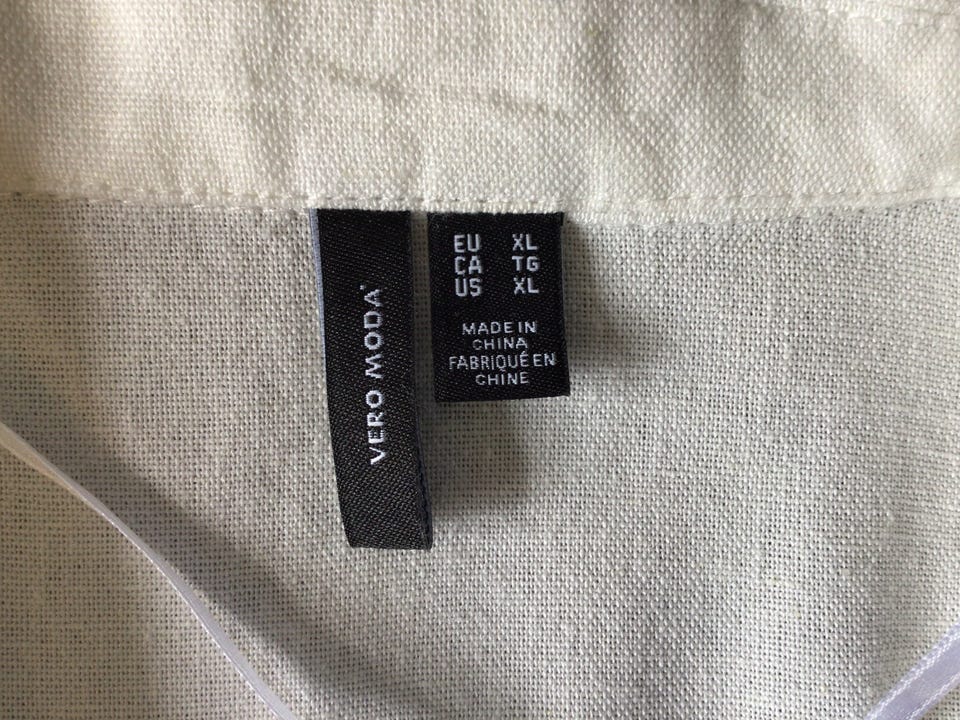 VERO MODA
EU XL
CA TG
US XL
MADE IN
CHINA
FABRIQUÉ EN
CHINE